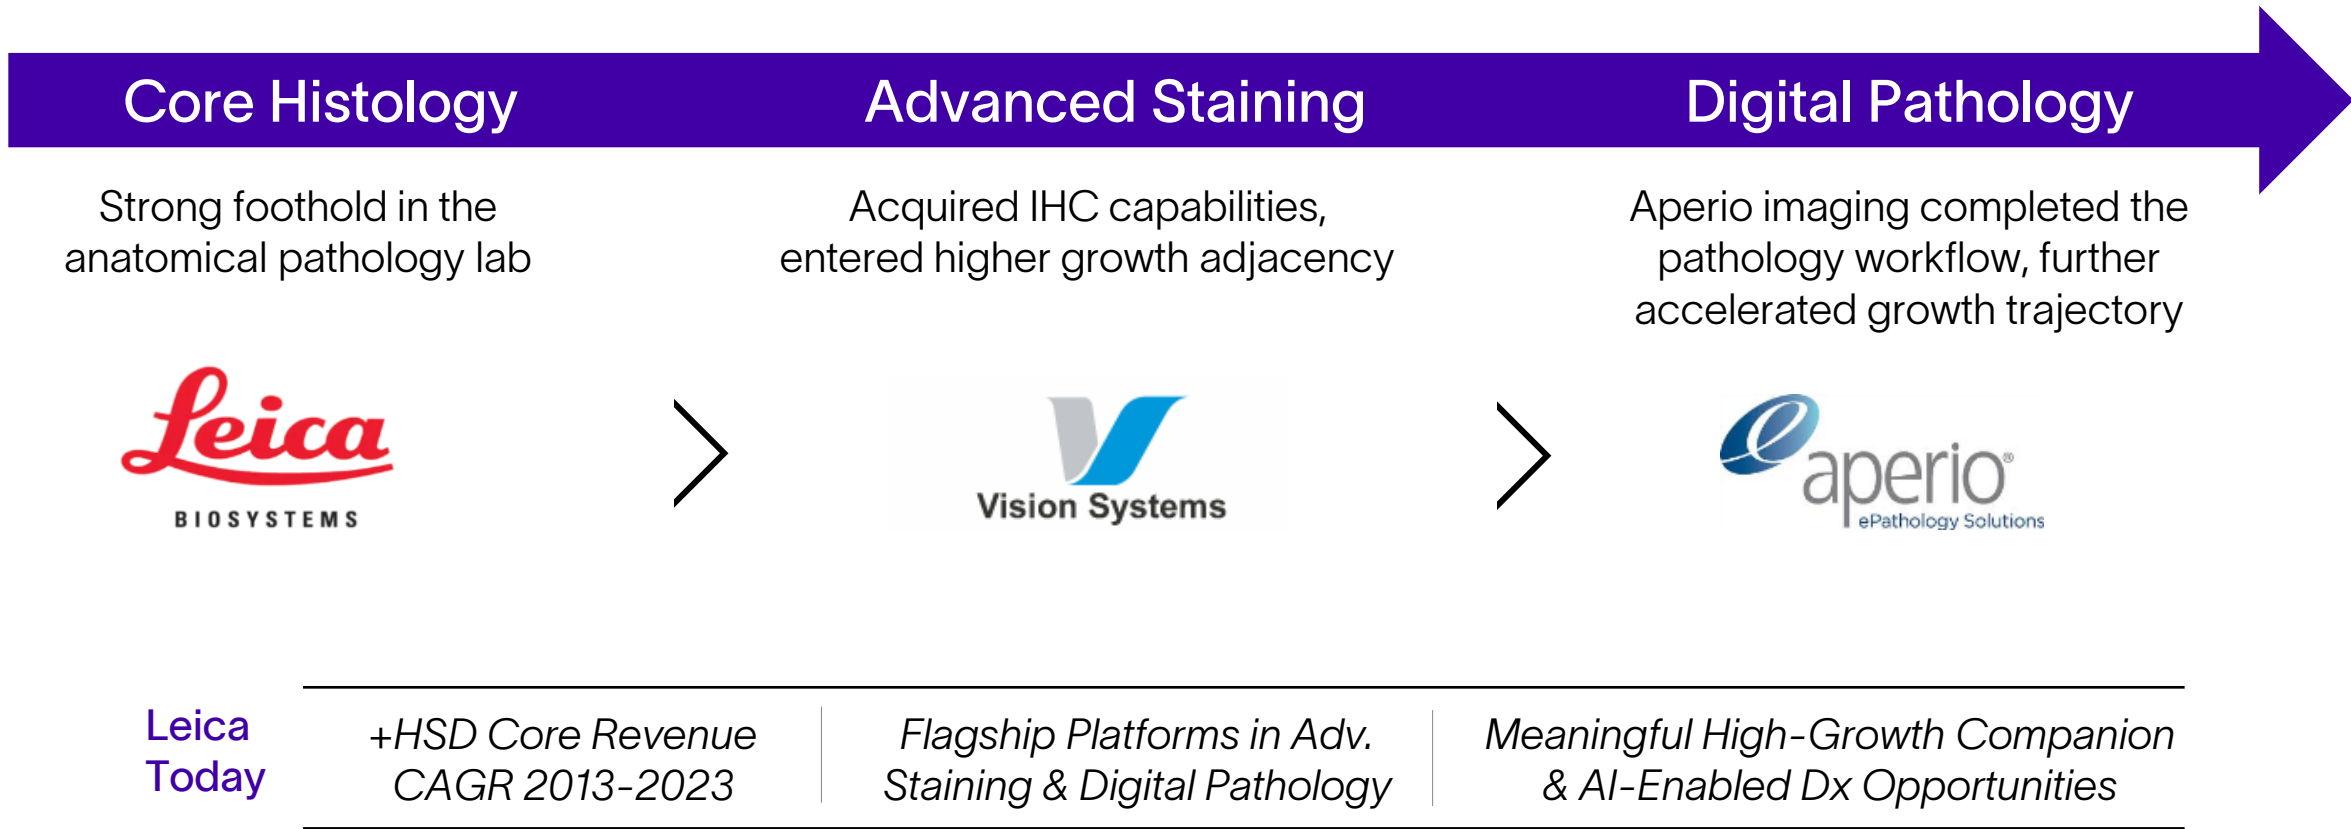 Core Histology
Advanced Staining
Digital Pathology
Strong foothold in the
anatomical pathology lab
Acquired IHC capabilities,
entered higher growth adjacency
Aperio imaging completed the
pathology workflow, further
accelerated growth trajectory
Leica
BIOSYSTEMS
Vision Systems
e
aperio®
ePathology Solutions
Leica
Today
+HSD Core Revenue
CAGR 2013-2023
Flagship Platforms in Adv.
Staining & Digital Pathology
Meaningful High-Growth Companion
& AI-Enabled Dx Opportunities